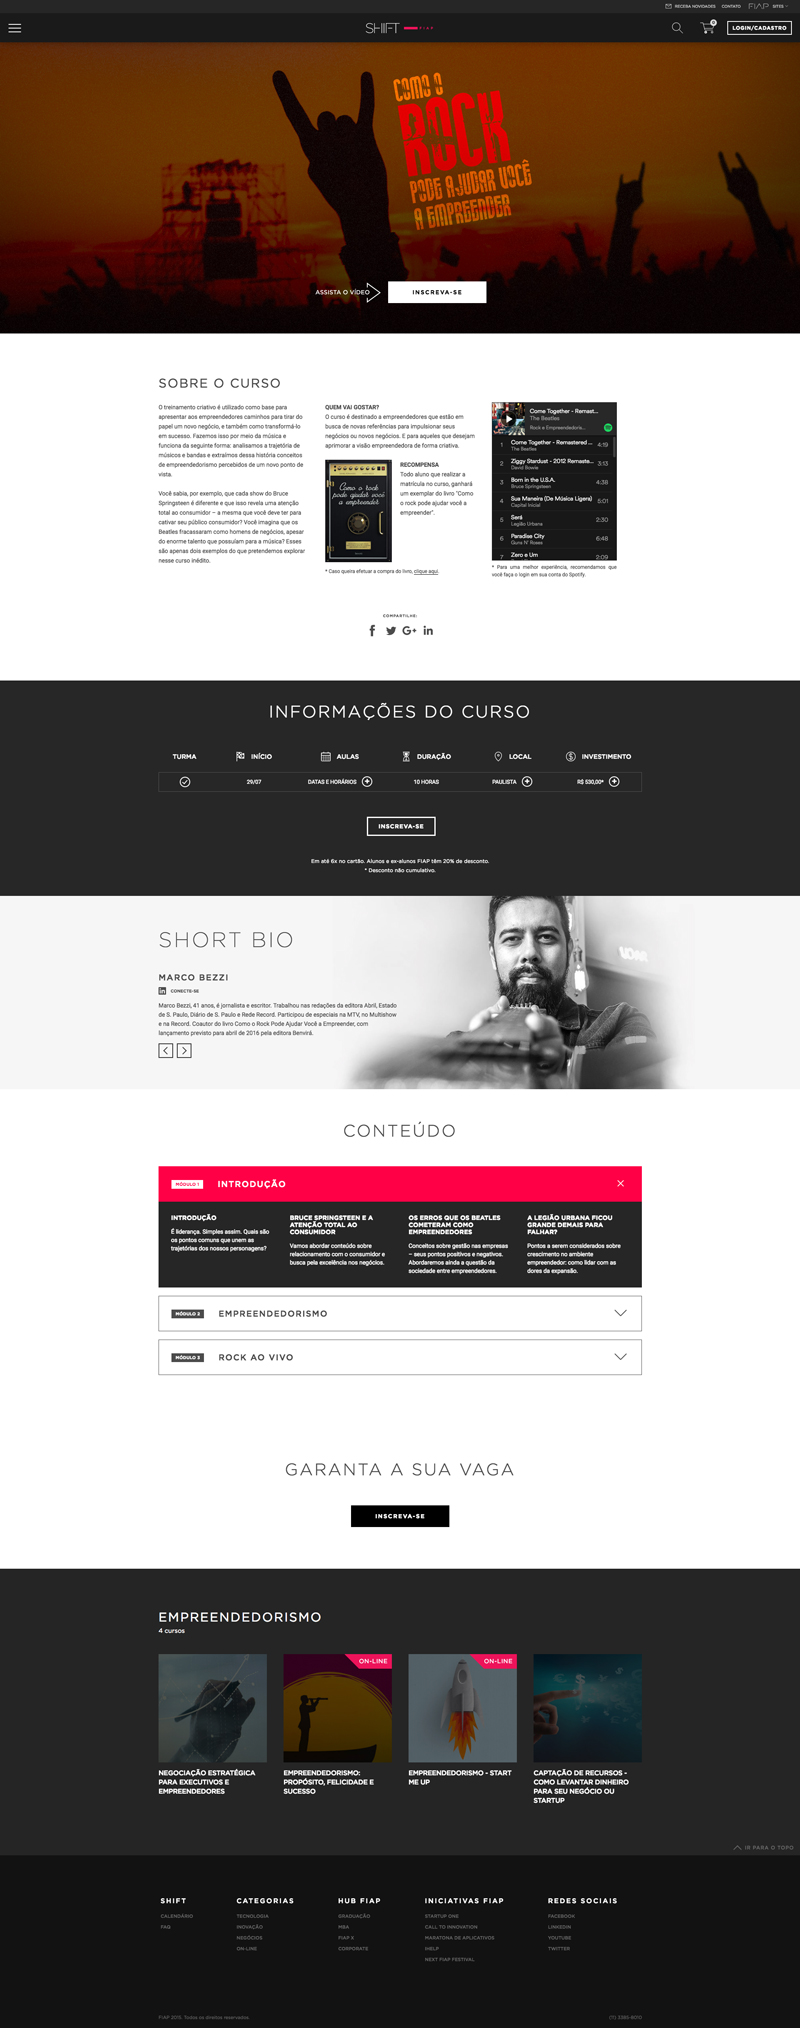 RECEBA NOVIDADES CONTATO FIAP SITES
SHIFT FIAP
0
LOGIN/CADASTRO
COMO O
ROCK
PODE AJUDAR VOCÊ
A EMPREENDER
ASSISTA O VÍDEO
INSCREVA-SE
SOBRE O CURSO
O treinamento criativo é utilizado como base para
apresentar aos empreendedores caminhos para tirar do
papel um novo negócio, e também como transformá-lo
em sucesso. Fazemos isso por meio da música e
funciona da seguinte forma: analisamos a trajetória de
músicos e bandas e extraímos dessa história conceitos
de empreendedorismo percebidos de um novo ponto de
vista.
Você sabia, por exemplo, que cada show do Bruce
Springsteen é diferente e que isso revela uma atenção
total ao consumidor – a mesma que você deve ter para
cativar seu público consumidor? Você imagina que os
Beatles fracassaram como homens de negócios, apesar
do enorme talento que possuíam para a música? Esses
são apenas dois exemplos do que pretendemos explorar
nesse curso inédito.
QUEM VAI GOSTAR?
O curso é destinado a empreendedores que estão em
busca de novas referências para impulsionar seus
negócios ou novos negócios. E para aqueles que desejam
aprimorar a visão empreendedora de forma criativa.
Como o rock
pode ajudar você
a empreender
RECOMPENSA
Todo aluno que realizar a
matrícula no curso, ganhará
um exemplar do livro "Como
o rock pode ajudar você a
empreender".
* Caso queira efetuar a compra do livro, clique aqui.
Come Together - Remast...
The Beatles
Rock e Empreendedoris...
1 Come Together - Remastered ... 4:19
The Beatles
2 Ziggy Stardust - 2012 Remaste... 3:13
David Bowie
3 Born in the U.S.A. 4:38
Bruce Springsteen
4 Sua Maneira (De Música Ligera) 5:01
Capital Inicial
5 Será 2:30
Legião Urbana
6 Paradise City 6:48
Guns N' Roses
7 Zero e Um 2:09
* Para uma melhor experiência, recomendamos que
você faça o login em sua conta do Spotify.
COMPARTILHE:
INFORMAÇÕES DO CURSO
TURMA INÍCIO AULAS DURAÇÃO LOCAL INVESTIMENTO
29/07 DATAS E HORÁRIOS 10 HORAS PAULISTA R$ 530,00*
INSCREVA-SE
Em até 6x no cartão. Alunos e ex-alunos FIAP têm 20% de desconto.
* Desconto não cumulativo.
SHORT BIO
MARCO BEZZI
CONECTE-SE
Marco Bezzi, 41 anos, é jornalista e escritor. Trabalhou nas redações da editora Abril, Estado
de S. Paulo, Diário de S. Paulo e Rede Record. Participou de especiais na MTV, no Multishow
e na Record. Coautor do livro Como o Rock Pode Ajudar Você a Empreender, com
lançamento previsto para abril de 2016 pela editora Benvirá.
CONTEÚDO
MÓDULO 1 INTRODUÇÃO
INTRODUÇÃO
É liderança. Simples assim. Quais são
os pontos comuns que unem as
trajetórias dos nossos personagens?
BRUCE SPRINGSTEEN E A
ATENÇÃO TOTAL AO
CONSUMIDOR
Vamos abordar conteúdo sobre
relacionamento com o consumidor e
busca pela excelência nos negócios.
OS ERROS QUE OS BEATLES
COMETERAM COMO
EMPREENDEDORES
Conceitos sobre gestão nas empresas
– seus pontos positivos e negativos.
Abordaremos ainda a questão da
sociedade entre empreendedores.
A LEGIÃO URBANA FICOU
GRANDE DEMAIS PARA
FALHAR?
Pontos a serem considerados sobre
crescimento no ambiente
empreendedor: como lidar com as
dores da expansão.
MÓDULO 2 EMPREENDEDORISMO
MÓDULO 3 ROCK AO VIVO
GARANTA A SUA VAGA
INSCREVA-SE
EMPREENDEDORISMO
4 cursos
NEGOCIAÇÃO ESTRATÉGICA
PARA EXECUTIVOS E
EMPREENDEDORES
ON-LINE
EMPREENDEDORISMO:
PROPÓSITO, FELICIDADE E
SUCESSO
ON-LINE
EMPREENDEDORISMO - START
ME UP
CAPTAÇÃO DE RECURSOS -
COMO LEVANTAR DINHEIRO
PARA SEU NEGÓCIO OU
STARTUP
IR PARA O TOPO
SHIFT
CALENDÁRIO
FAQ
CATEGORIAS
TECNOLOGIA
INOVAÇÃO
NEGÓCIOS
ON-LINE
HUB FIAP
GRADUAÇÃO
MBA
FIAP X
CORPORATE
INICIATIVAS FIAP
STARTUP ONE
CALL TO INNOVATION
MARATONA DE APLICATIVOS
IHELP
NEXT FIAP FESTIVAL
REDES SOCIAIS
FACEBOOK
LINKEDIN
YOUTUBE
TWITTER
FIAP 2015. Todos os direitos reservados
(11) 3385-8010